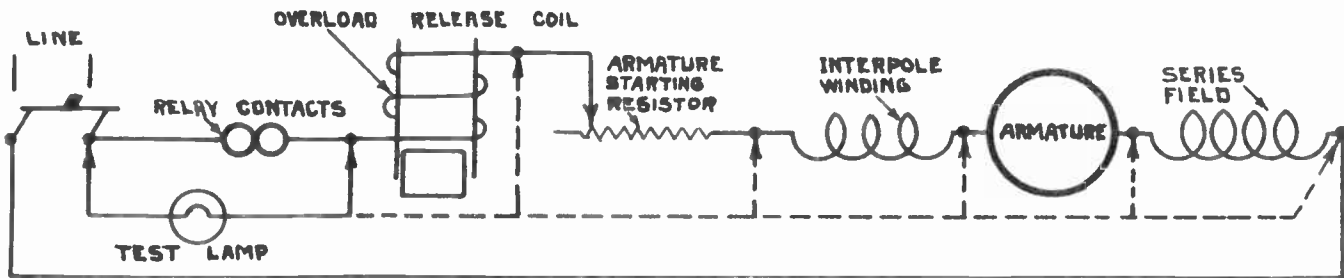 OVERLOAD RELEASE COIL
LINE
RELAY CONTACTS
ARMATURE
STARTING
RESISTOR
INTERPOLE
WINDING
ARMATURE
SERIES
FIELD
TEST LAMP